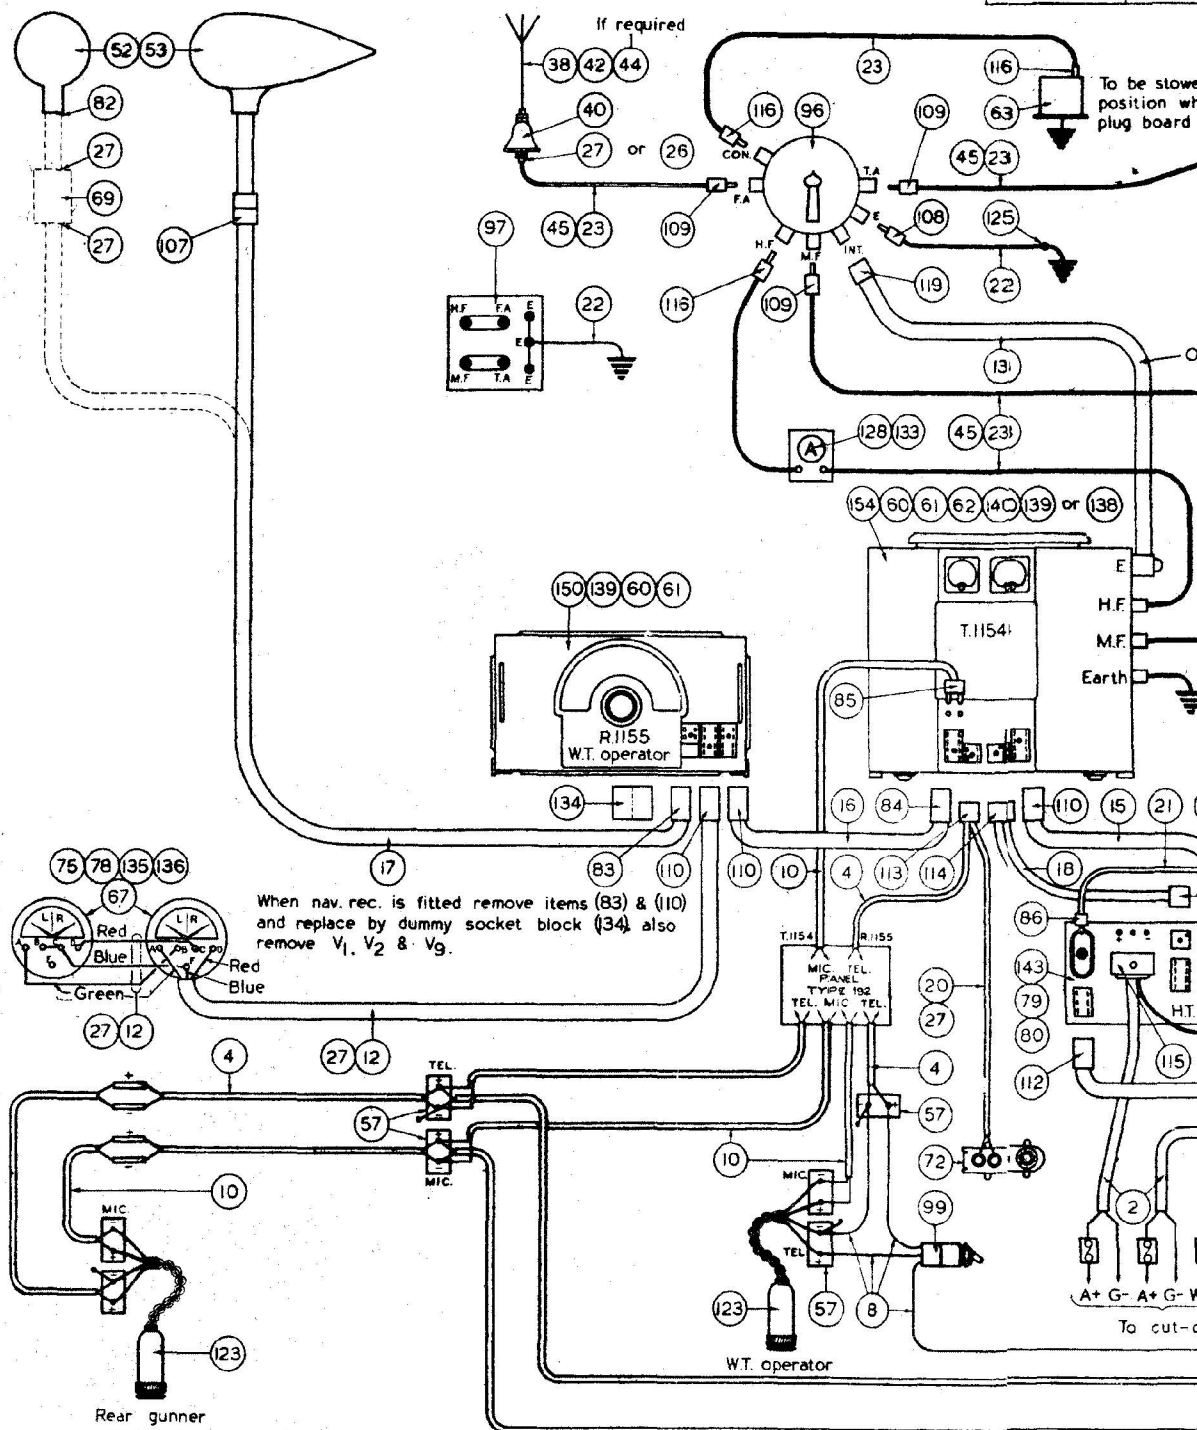 If required
52 53
38 42 44
23
116
To be stowe
position wh
plug board
82
40
116
96
63
109
27
27 or 26
CON.
T.A
45 23
69
F.A
E
108
125
27
107
97
45 23
109
H.F
M.F
INT.
22
116
109
119
H.F F.A E
22
E
M.F T.A E
131
O
A
128 133
45 23
154 60 61 62 140 139 or 138
150 139 60 61
E
H.F.
T.1154
M.F.
Earth
85
R.1155
W.T. operator
134
16
84
110
15
21
17
83
110
110
10
4
113
114
18
75 78 135 136
67
When nav. rec. is fitted remove items (83) & (110)
and replace by dummy socket block (134) also
remove V1, V2 & V9.
86
L R
L R
Red
Blue
Red
Blue
Green
T.1154 R.1155
MIC. TEL.
PANEL
TYPE 192
TEL. MIC TEL.
20
27
143
79
80
H.T.
27 12
27 12
4
TEL.
57
MIC.
4
57
112
115
10
10
72
2
MIC.
MIC.
TEL
99
123
57
8
A+ G- A+ G- W
To cut-o
123
W.T. operator
Rear gunner